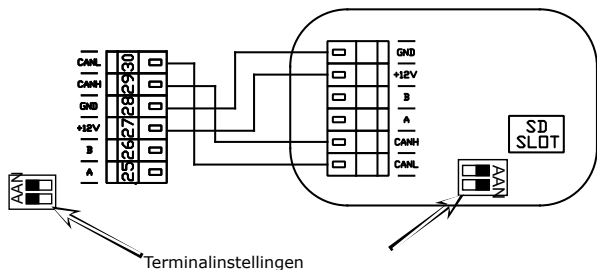 CANL 30
CANH 29
GND 28
+12V 27
B 26
A 25
AAN
GND
+12V
B
A
CANH
CANL
SD
SLOT
AAN
Terminalinstellingen